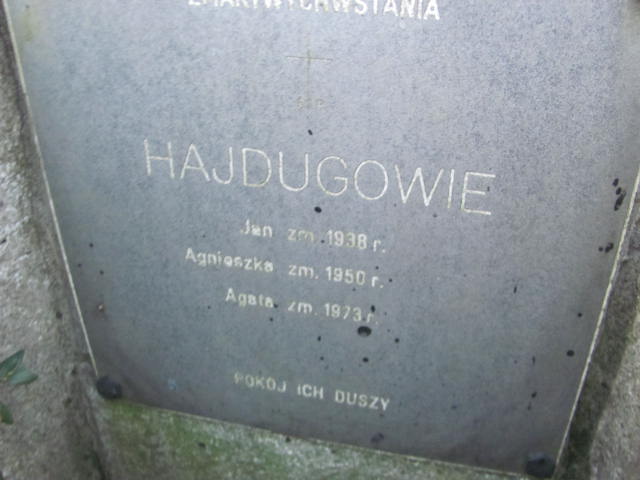 ZMARTWYCHWSTANIA
Ś.P.
HAJDUGOWIE
Jan zm. 1938 r.
Agnieszka zm. 1950 r.
Agata zm. 1973 r.
POKÓJ ICH DUSZY